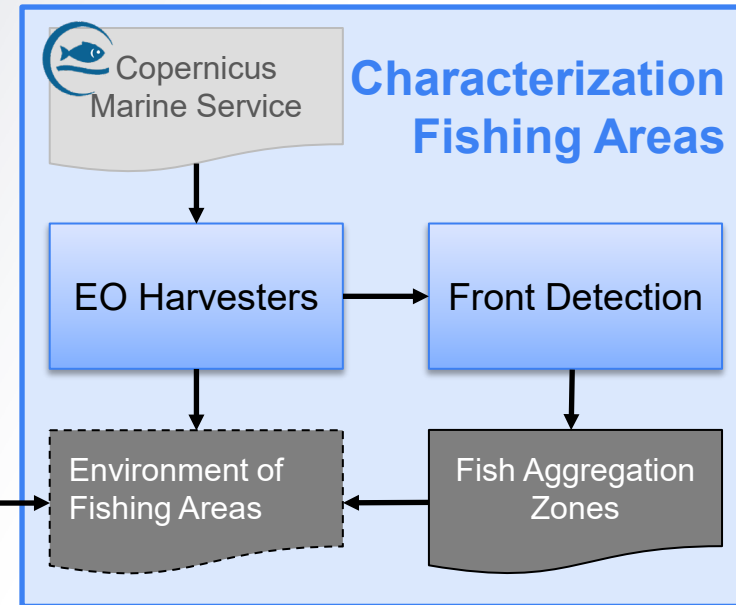 Copernicus
Marine Service
Characterization
Fishing Areas
EO Harvesters
Front Detection
Environment of
Fishing Areas
Fish Aggregation
Zones